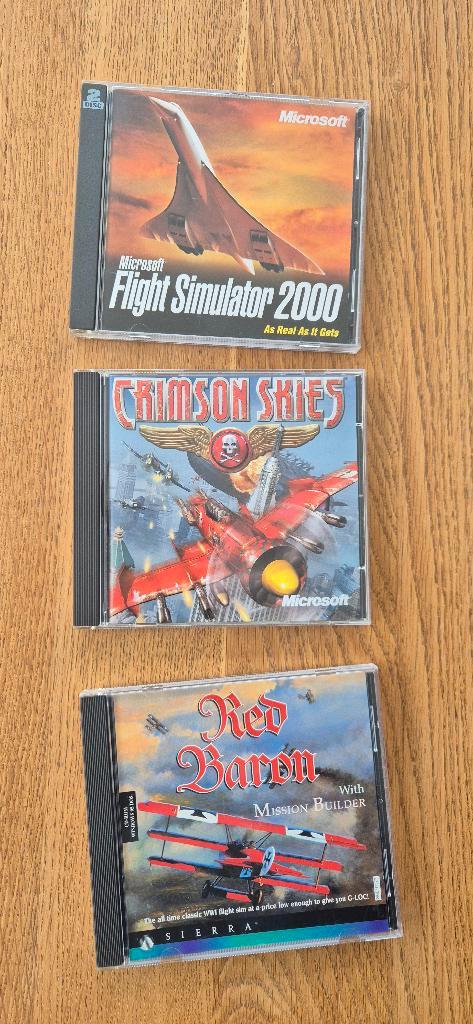 2
DISC
Microsoft
Microsoft
Flight Simulator 2000
As Real As It Gets
CRIMSON SKIES
Microsoft
Red
Baron
With
MISSION BUILDER
The all time classic WWI flight sim at a price low enough to give you G-LOC!
SIERRA